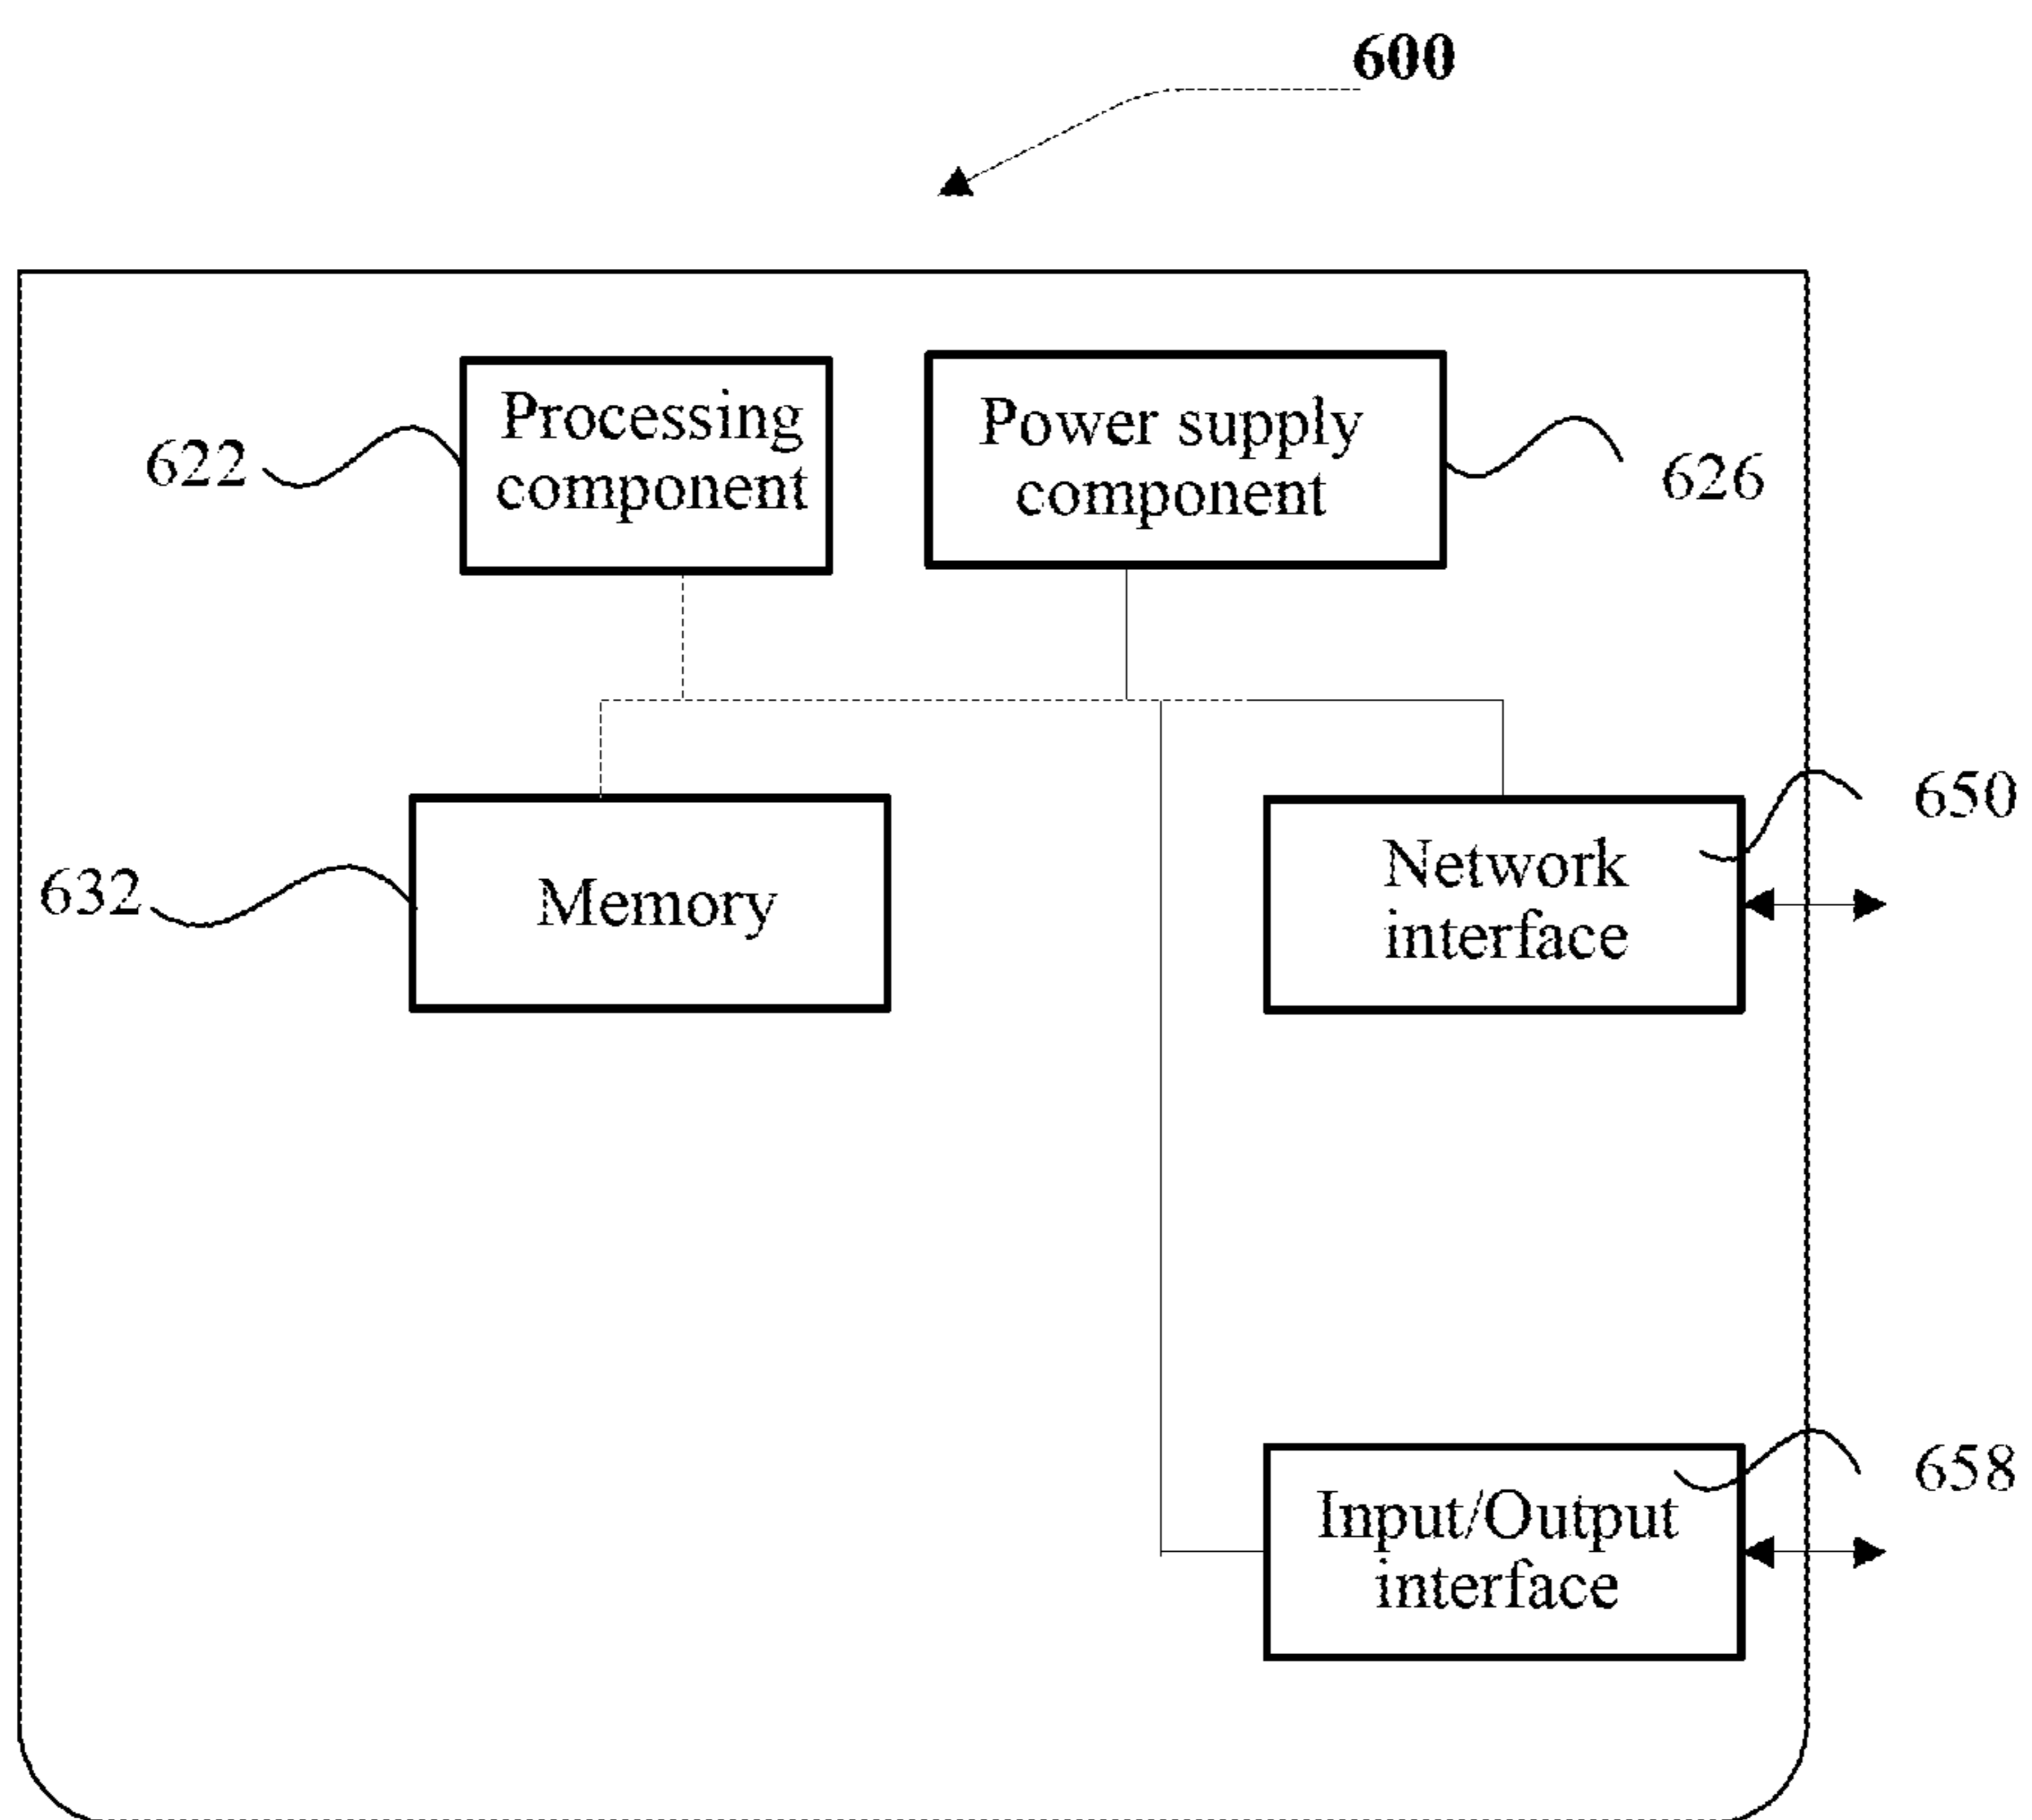 600
Processing
component
622
Power supply
component
626
632
Memory
Network
interface
650
Input/Output
interface
658